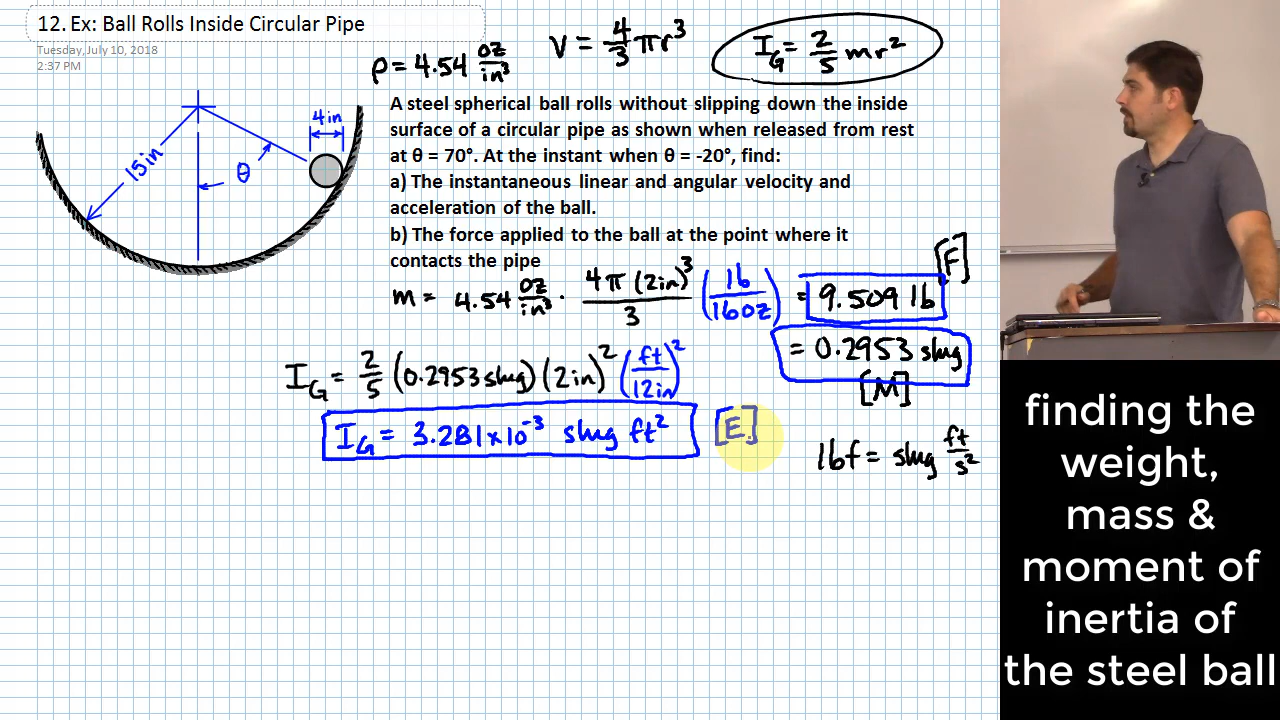 12. Ex: Ball Rolls Inside Circular Pipe
Tuesday, July 10, 2018
2:37 PM
ρ = 4.54 oz/in³
V = 4/3 πr³
I_G = 2/5 mr²
15in
θ
4in
A steel spherical ball rolls without slipping down the inside
surface of a circular pipe as shown when released from rest
at θ = 70°. At the instant when θ = -20°, find:
a) The instantaneous linear and angular velocity and
acceleration of the ball.
b) The force applied to the ball at the point where it
contacts the pipe
m = 4.54 oz/in³ · 4π(2in)³/3 (lb/16oz) = 9.509 lb [F]
= 0.2953 slug
[M]
I_G = 2/5 (0.2953 slug)(2in)² (ft/12in)²
I_G = 3.281x10⁻³ slug ft² [E.]
lbf = slug ft/s²
finding the
weight,
mass &
moment of
inertia of
the steel ball